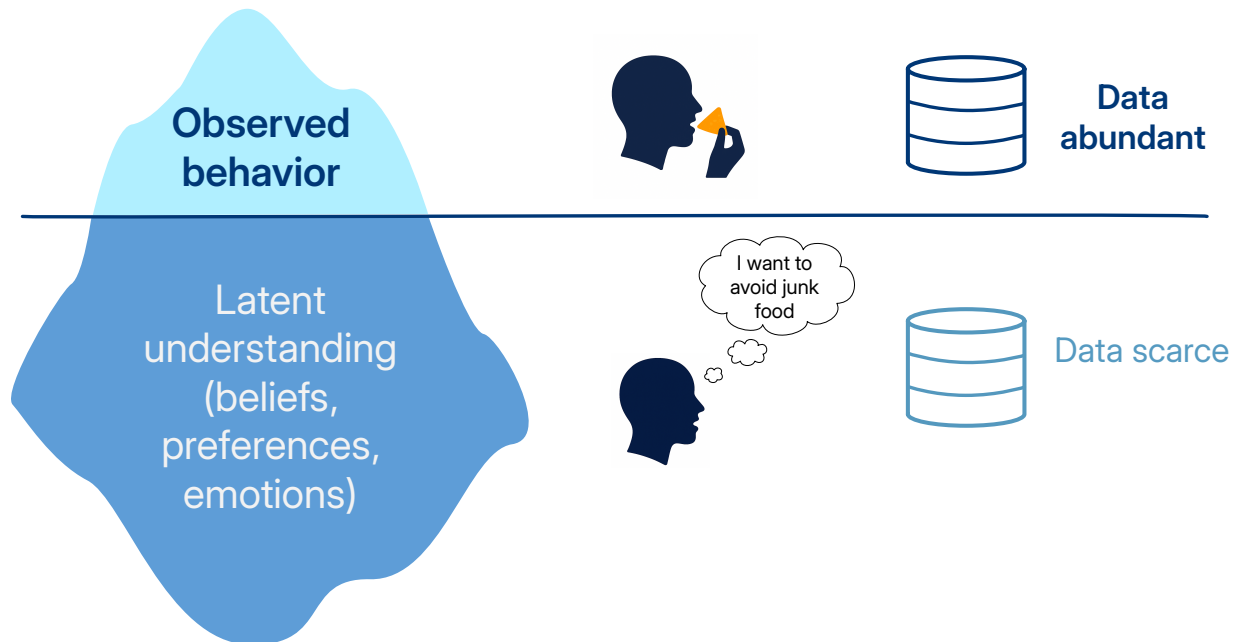 Observed
behavior
Data
abundant
I want to
avoid junk
food
Latent
understanding
(beliefs,
preferences,
emotions)
Data scarce